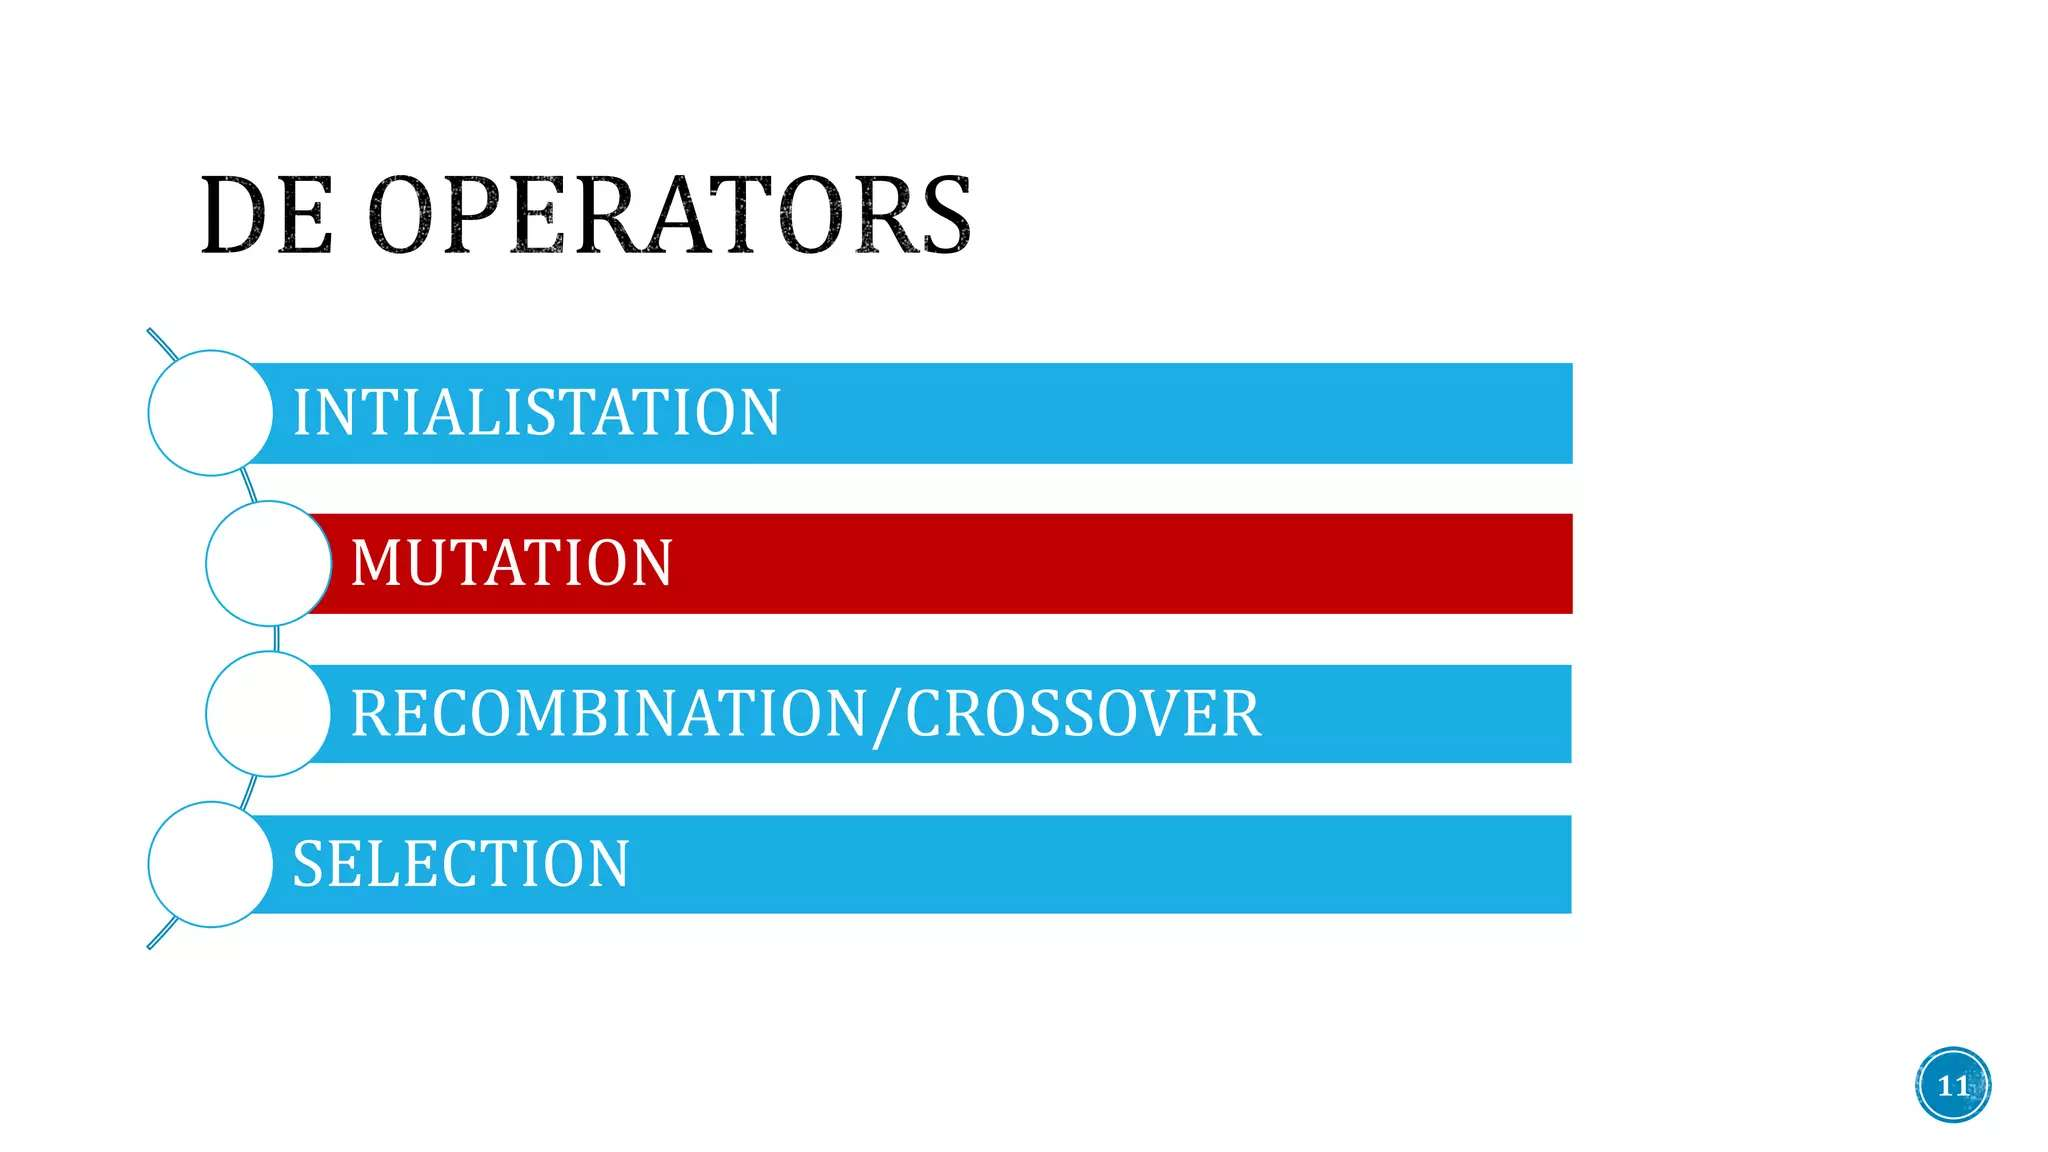 DE OPERATORS
INTIALISTATION
MUTATION
RECOMBINATION/CROSSOVER
SELECTION
11